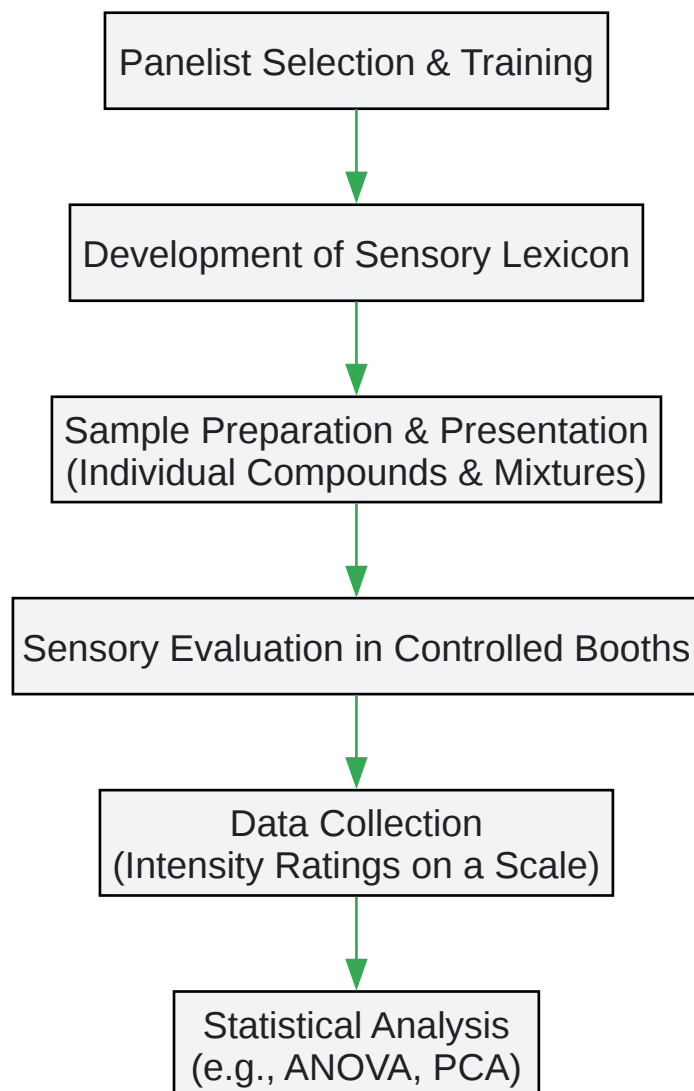 Panelist Selection & Training
Development of Sensory Lexicon
Sample Preparation & Presentation
(Individual Compounds & Mixtures)
Sensory Evaluation in Controlled Booths
Data Collection
(Intensity Ratings on a Scale)
Statistical Analysis
(e.g., ANOVA, PCA)